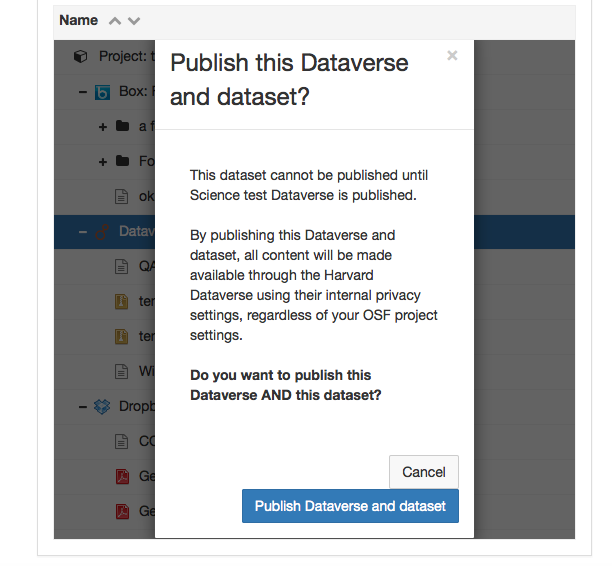 Name
Publish this Dataverse
and dataset?
×
Project: t
Box: F
a f
Fo
ok
Datav
QA
ter
ter
Wi
Dropb
CC
Ge
Ge
This dataset cannot be published until
Science test Dataverse is published.
By publishing this Dataverse and
dataset, all content will be made
available through the Harvard
Dataverse using their internal privacy
settings, regardless of your OSF project
settings.
Do you want to publish this
Dataverse AND this dataset?
Cancel
Publish Dataverse and dataset